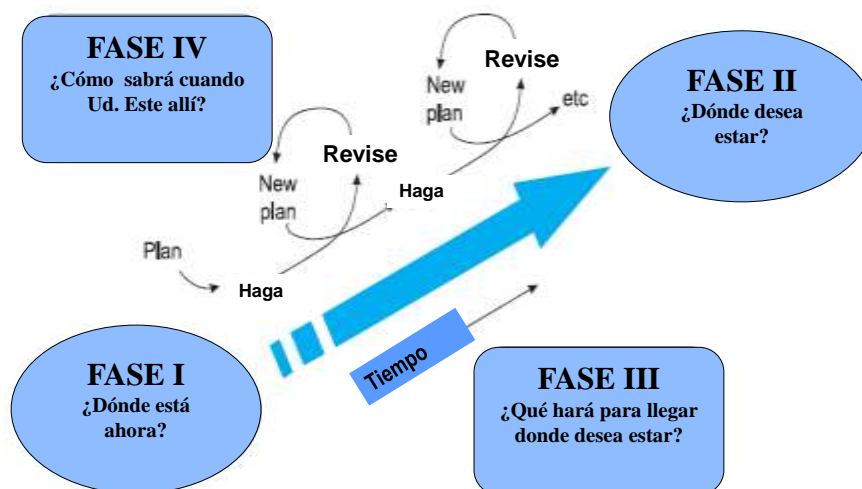 FASE IV
¿Cómo sabrá cuando
Ud. Este allí?
Revise
New
plan
etc
FASE II
¿Dónde desea
estar?
Revise
New
plan
Haga
Plan
Haga
Tiempo
FASE I
¿Dónde está
ahora?
FASE III
¿Qué hará para llegar
donde desea estar?